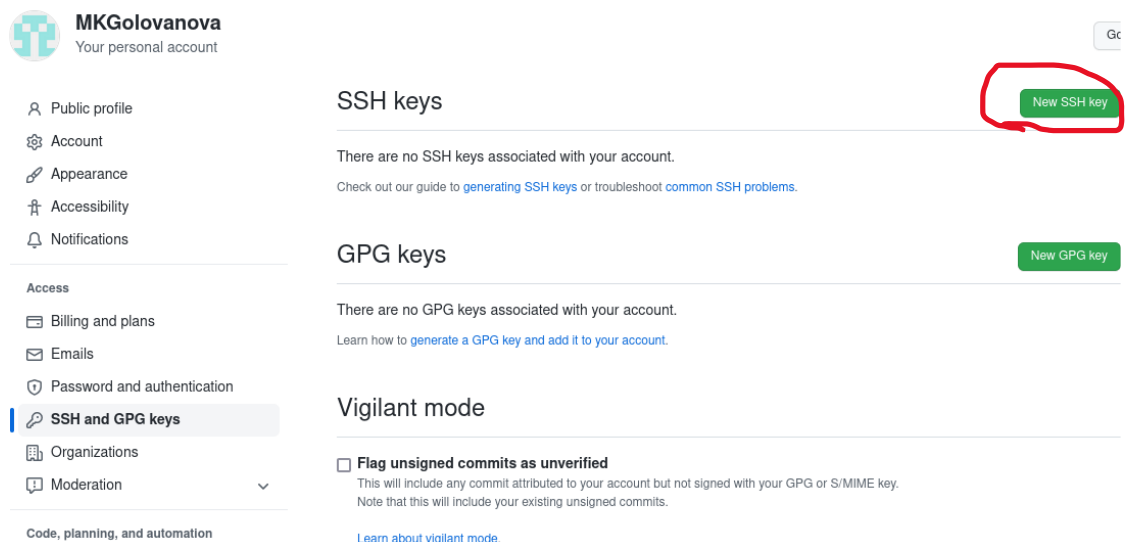 MKGolovanova
Your personal account
Go
Public profile
Account
Appearance
Accessibility
Notifications
Access
Billing and plans
Emails
Password and authentication
SSH and GPG keys
Organizations
Moderation
Code, planning, and automation
SSH keys
New SSH key
There are no SSH keys associated with your account.
Check out our guide to generating SSH keys or troubleshoot common SSH problems.
GPG keys
New GPG key
There are no GPG keys associated with your account.
Learn how to generate a GPG key and add it to your account.
Vigilant mode
Flag unsigned commits as unverified
This will include any commit attributed to your account but not signed with your GPG or S/MIME key.
Note that this will include your existing unsigned commits.
Learn about vigilant mode.